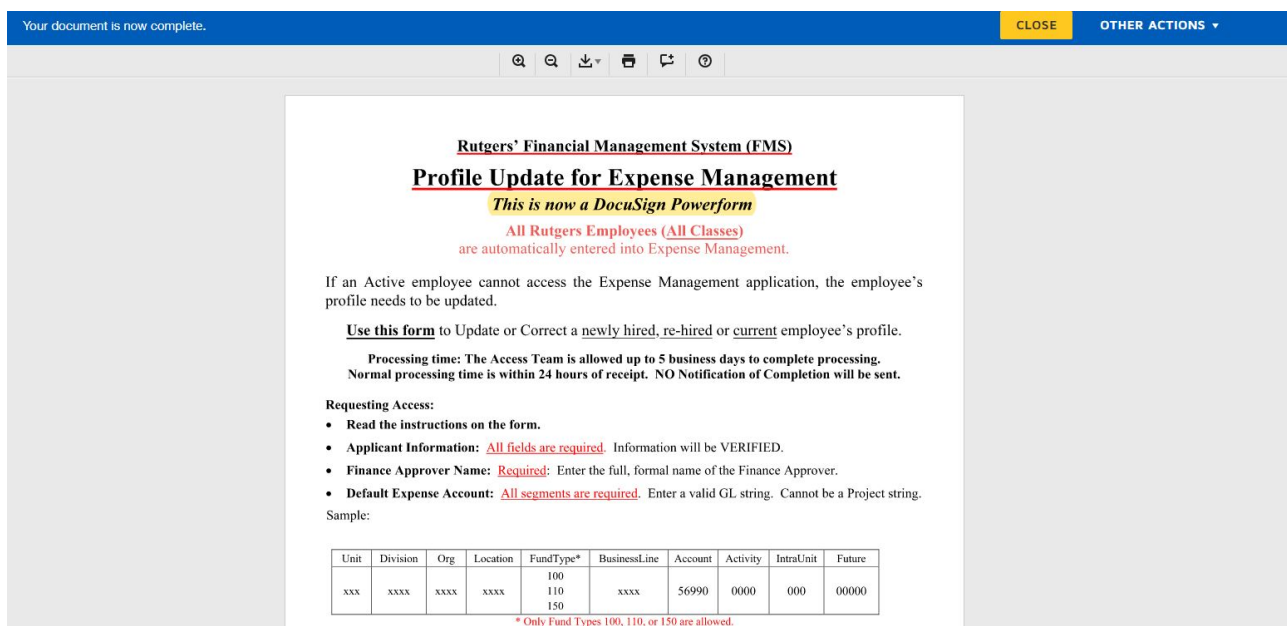 Your document is now complete.
CLOSE
OTHER ACTIONS
Rutgers’ Financial Management System (FMS)
Profile Update for Expense Management
This is now a DocuSign Powerform
All Rutgers Employees (All Classes)
are automatically entered into Expense Management.
If an Active employee cannot access the Expense Management application, the employee’s
profile needs to be updated.
Use this form to Update or Correct a newly hired, re-hired or current employee’s profile.
Processing time: The Access Team is allowed up to 5 business days to complete processing.
Normal processing time is within 24 hours of receipt. NO Notification of Completion will be sent.
Requesting Access:
• Read the instructions on the form.
• Applicant Information: All fields are required. Information will be VERIFIED.
• Finance Approver Name: Required: Enter the full, formal name of the Finance Approver.
• Default Expense Account: All segments are required. Enter a valid GL string. Cannot be a Project string.
Sample:
Unit Division Org Location FundType* BusinessLine Account Activity IntraUnit Future
100
xxx xxxx xxxx xxxx 110 xxxx 56990 0000 000 00000
150
* Only Fund Types 100, 110, or 150 are allowed.